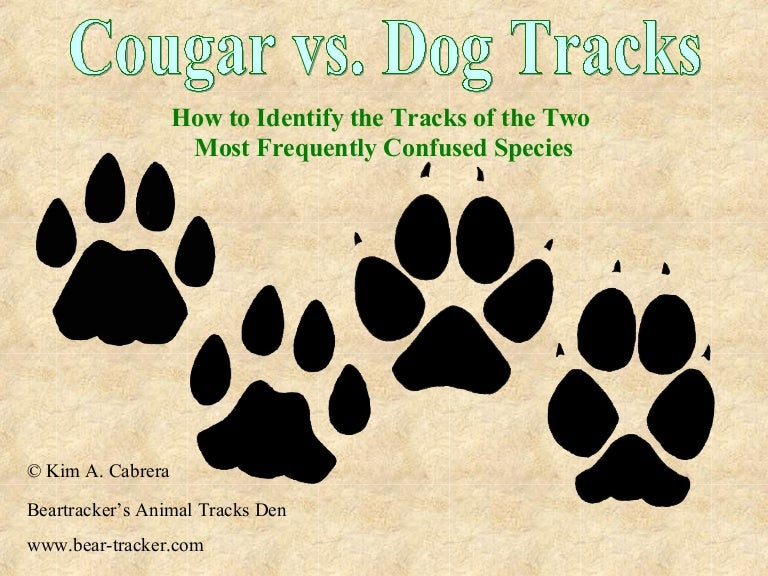 Cougar vs. Dog Tracks
How to Identify the Tracks of the Two
Most Frequently Confused Species
© Kim A. Cabrera
Beartracker’s Animal Tracks Den
www.bear-tracker.com